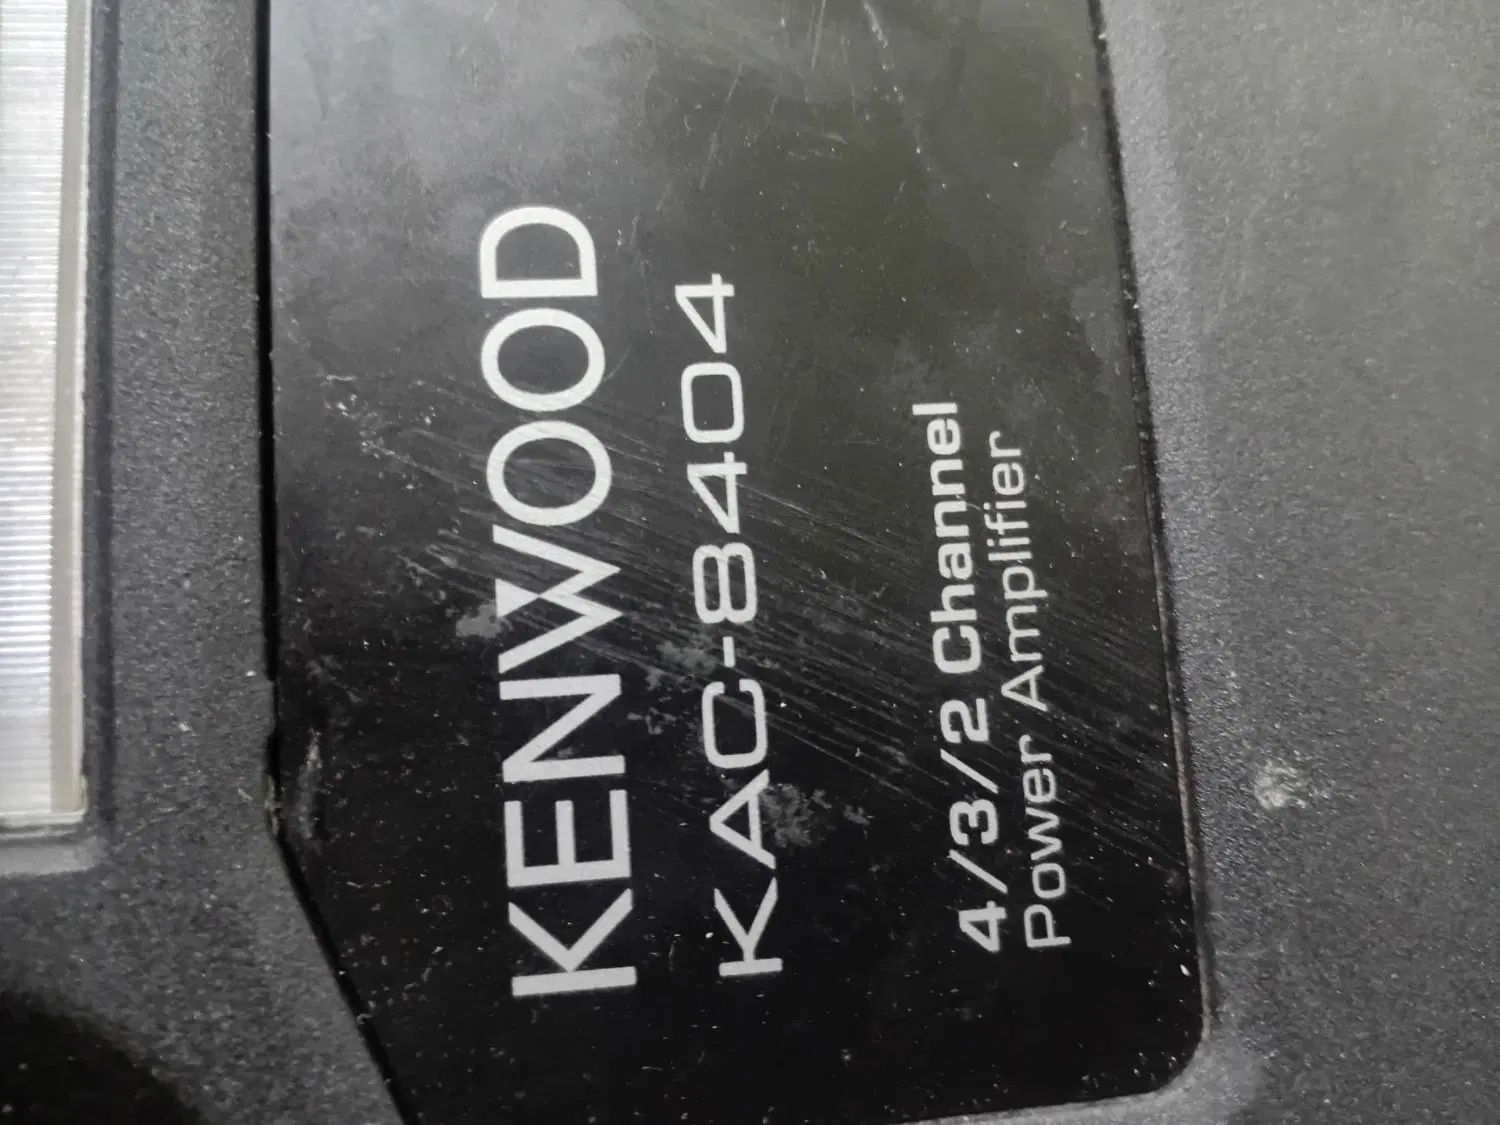 KENWOOD
KAC-8404
4/3/2 Channel
Power Amplifier